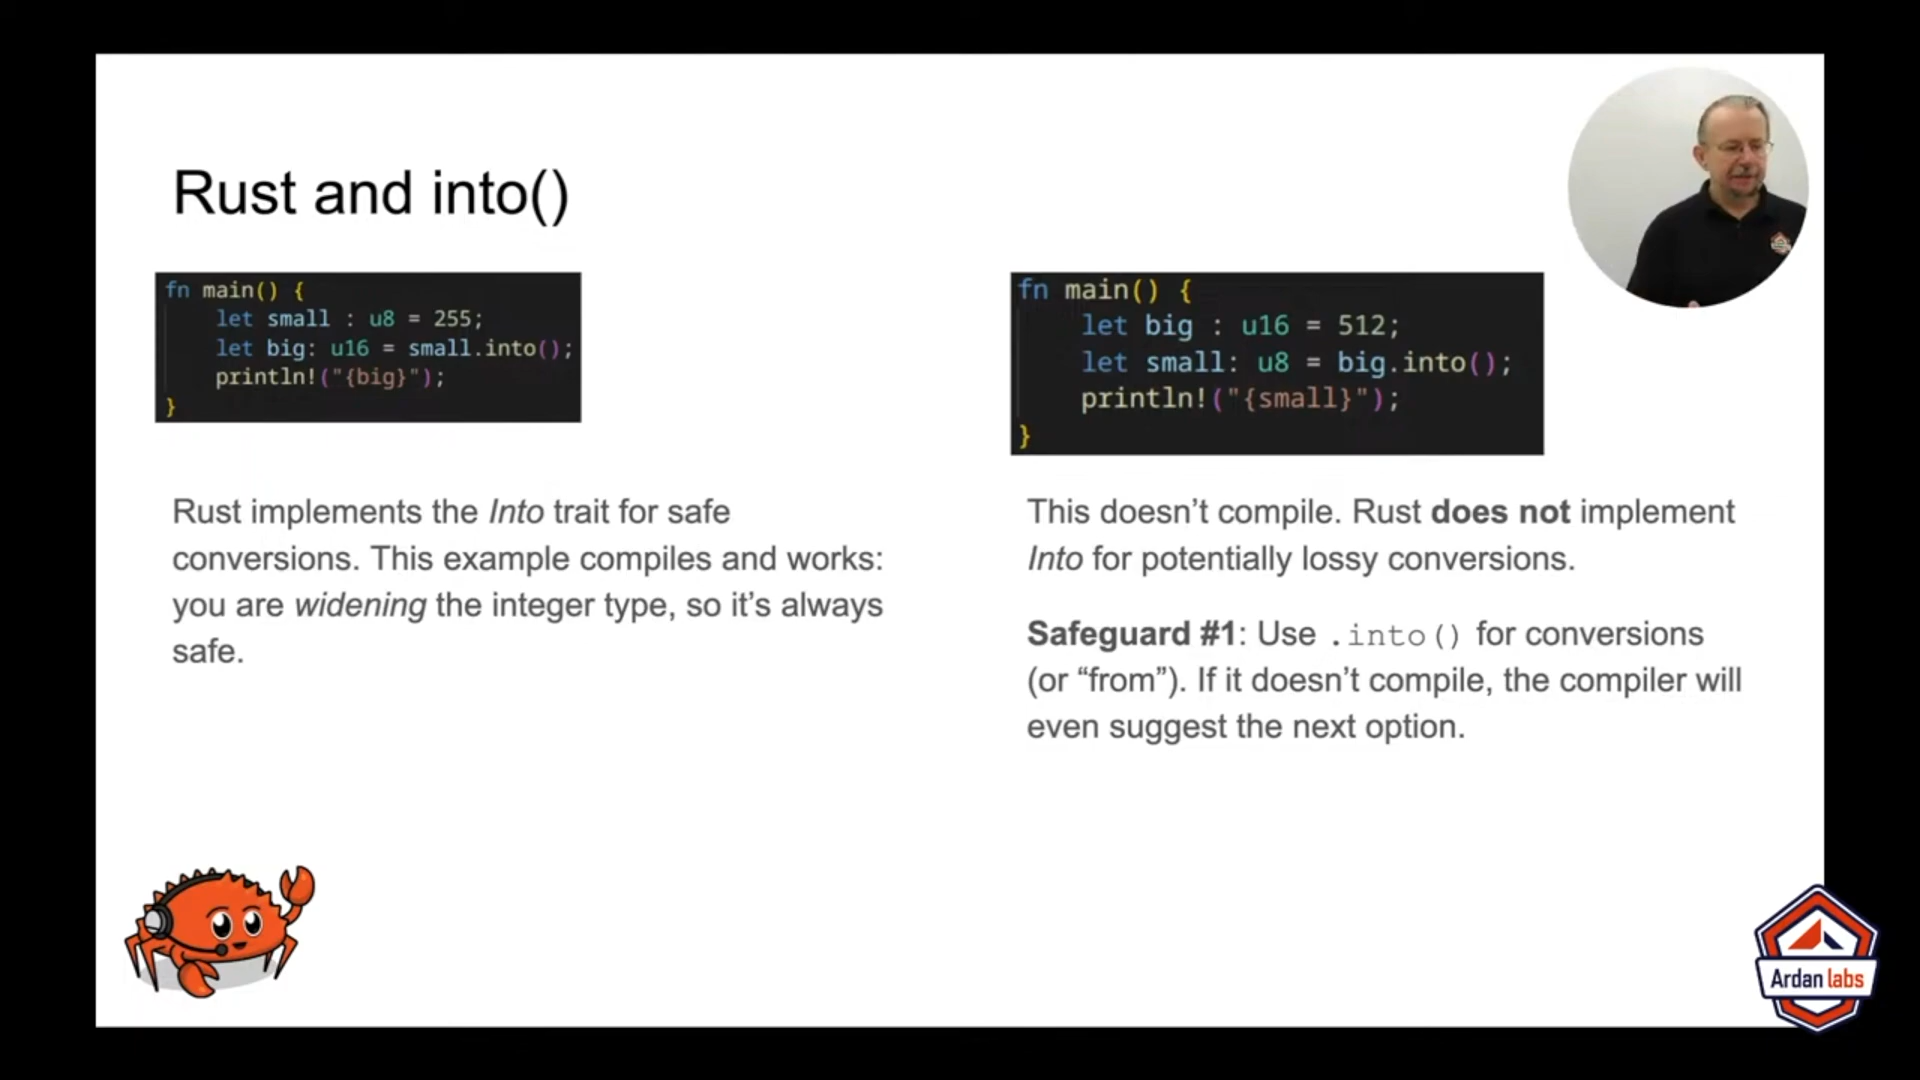 Rust and into()
fn main() {
let small : u8 = 255;
let big: u16 = small.into();
println!("{big}");
}
Rust implements the Into trait for safe
conversions. This example compiles and works:
you are widening the integer type, so it’s always
safe.
fn main() {
let big : u16 = 512;
let small: u8 = big.into();
println!("{small}");
}
This doesn’t compile. Rust does not implement
Into for potentially lossy conversions.
Safeguard #1: Use .into() for conversions
(or “from”). If it doesn’t compile, the compiler will
even suggest the next option.
Ardan labs